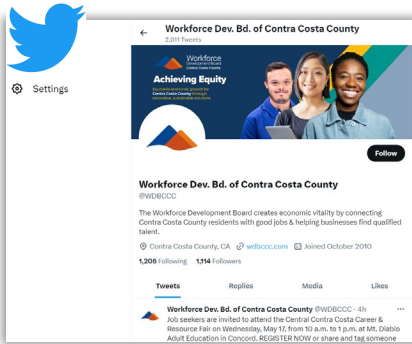 Settings
Workforce Dev. Bd. of Contra Costa County
2,011 Tweets
Workforce
Development Board
Contra Costa County
Achieving Equity
Equitable economic growth for
Contra Costa County through
innovative, sustainable solutions
Follow
Workforce Dev. Bd. of Contra Costa County
@WDBCCC
The Workforce Development Board creates economic vitality by connecting
Contra Costa County residents with good jobs & helping businesses find qualified
talent.
Contra Costa County, CA wdbccc.com Joined October 2010
1,206 Following 1,114 Followers
Tweets Replies Media Likes
Workforce Dev. Bd. of Contra Costa County @WDBCCC · 4h ...
Job seekers are invited to attend the Central Contra Costa Career &
Resource Fair on Wednesday, May 17, from 10 a.m. to 1 p.m. at Mt. Diablo
Adult Education in Concord. REGISTER NOW or share and tag someone